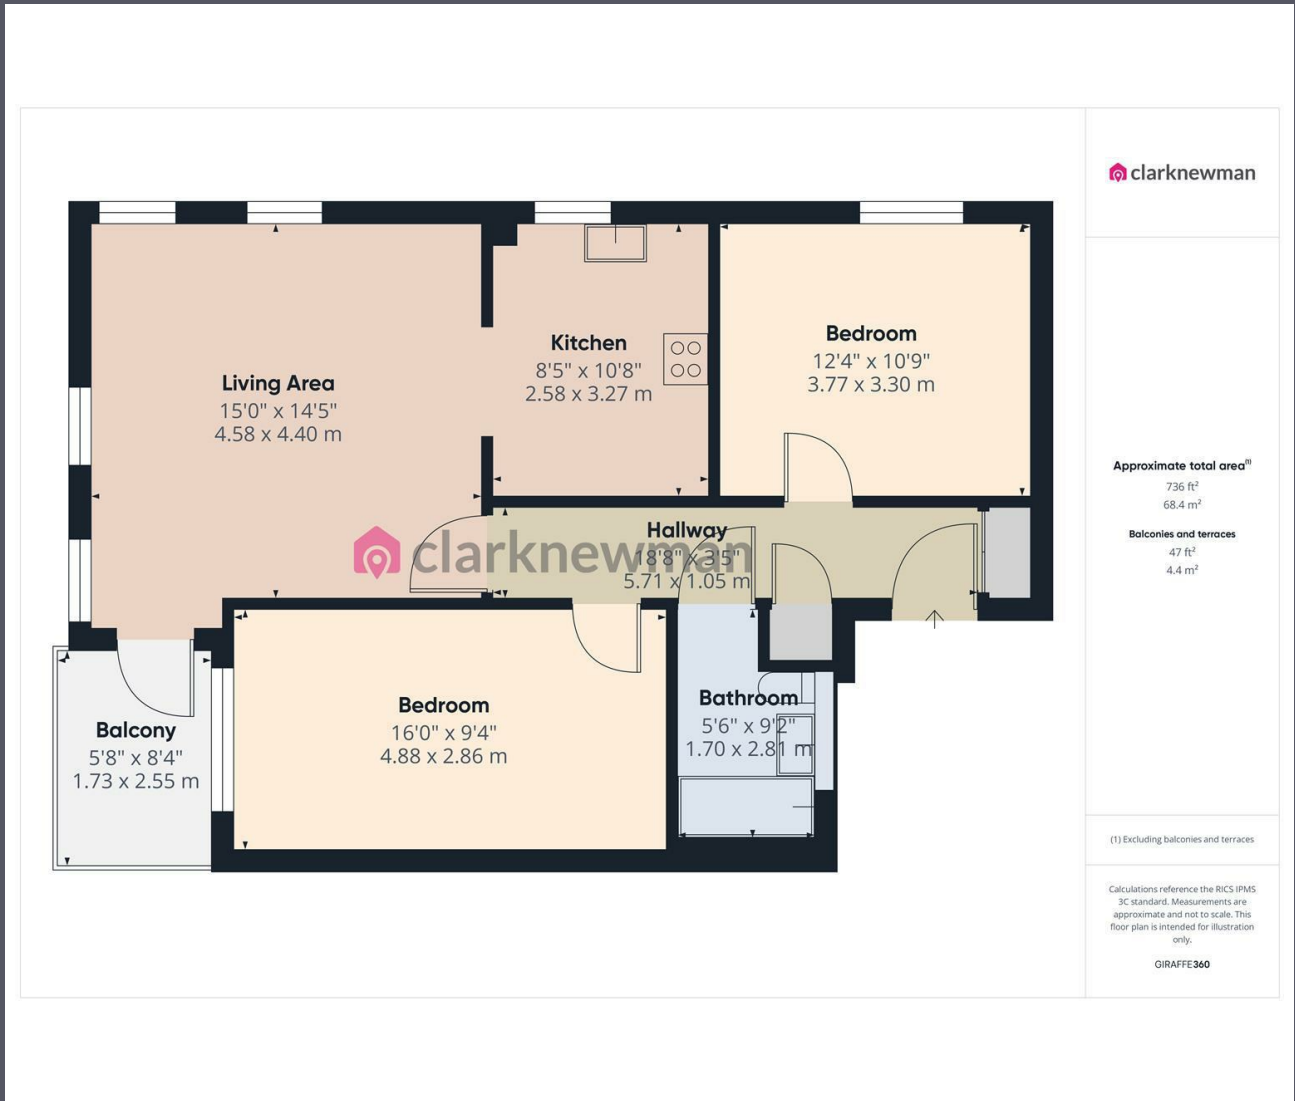 clarknewman
Living Area
15'0" x 14'5"
4.58 x 4.40 m
Kitchen
8'5" x 10'8"
2.58 x 3.27 m
Bedroom
12'4" x 10'9"
3.77 x 3.30 m
Hallway
18'8" x 3'5"
5.71 x 1.05 m
clarknewman
Bedroom
16'0" x 9'4"
4.88 x 2.86 m
Bathroom
5'6" x 9'2"
1.70 x 2.81 m
Balcony
5'8" x 8'4"
1.73 x 2.55 m
Approximate total area(1)
736 ft²
68.4 m²
Balconies and terraces
47 ft²
4.4 m²
(1) Excluding balconies and terraces
Calculations reference the RICS IPMS
3C standard. Measurements are
approximate and not to scale. This
floor plan is intended for illustration
only.
GIRAFFE360